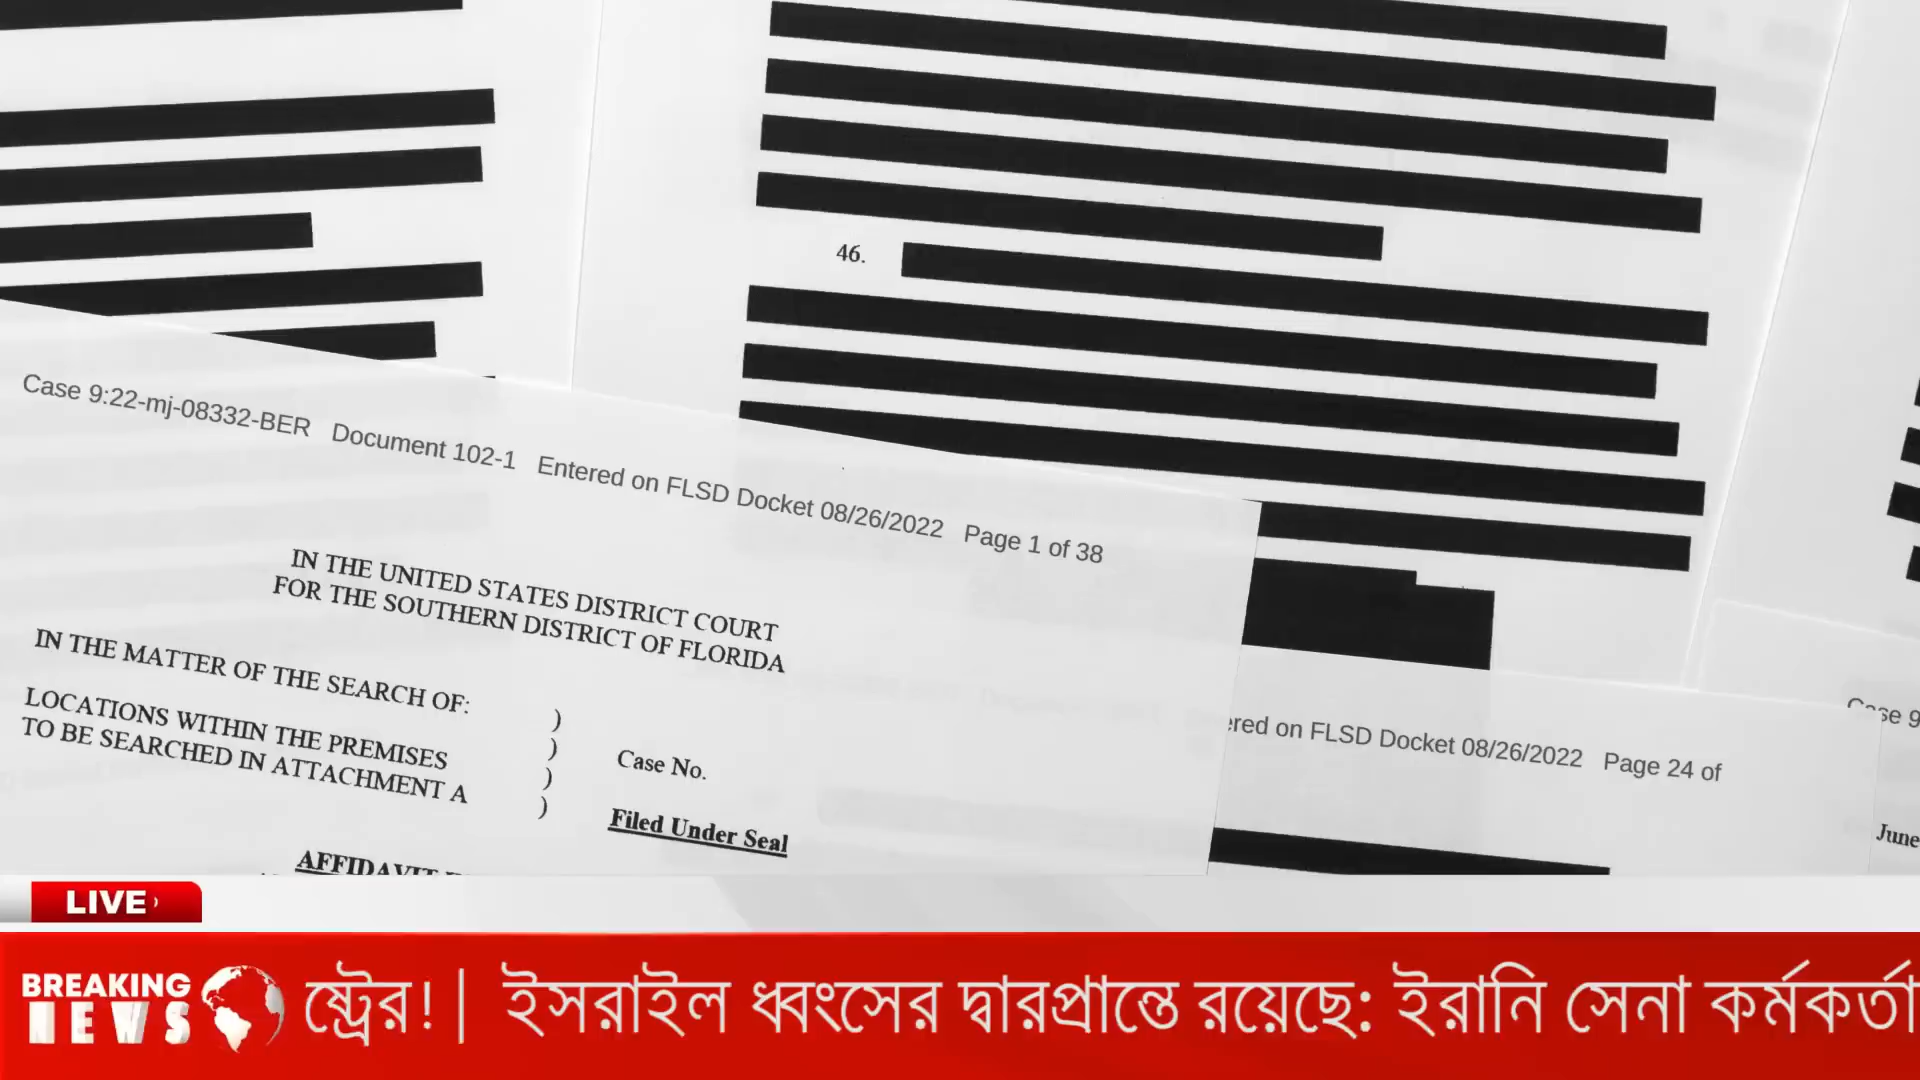 46.
Case 9:22-mj-08332-BER Document 102-1 Entered on FLSD Docket 08/26/2022 Page 1 of 38
IN THE UNITED STATES DISTRICT COURT
FOR THE SOUTHERN DISTRICT OF FLORIDA
IN THE MATTER OF THE SEARCH OF:
LOCATIONS WITHIN THE PREMISES
TO BE SEARCHED IN ATTACHMENT A
)
)
)
)
Case No.
Filed Under Seal
AFFIDAVIT
ered on FLSD Docket 08/26/2022 Page 24 of
Case 9
June
LIVE
BREAKING
NEWS
ষ্ট্রের! | ইসরাইল ধ্বংসের দ্বারপ্রান্তে রয়েছে: ইরানি সেনা কর্মকর্তা